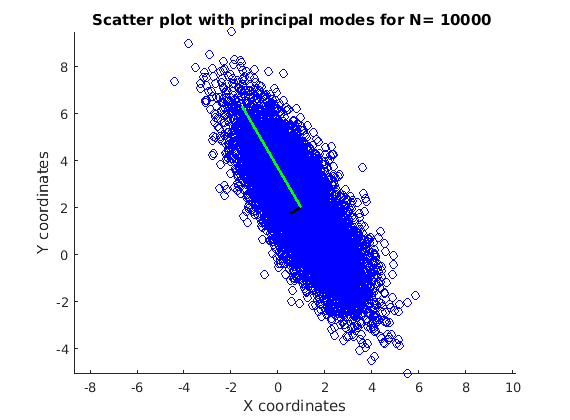 Scatter plot with principal modes for N= 10000
8
6
4
2
0
-2
-4
Y coordinates
-8 -6 -4 -2 0 2 4 6 8 10
X coordinates